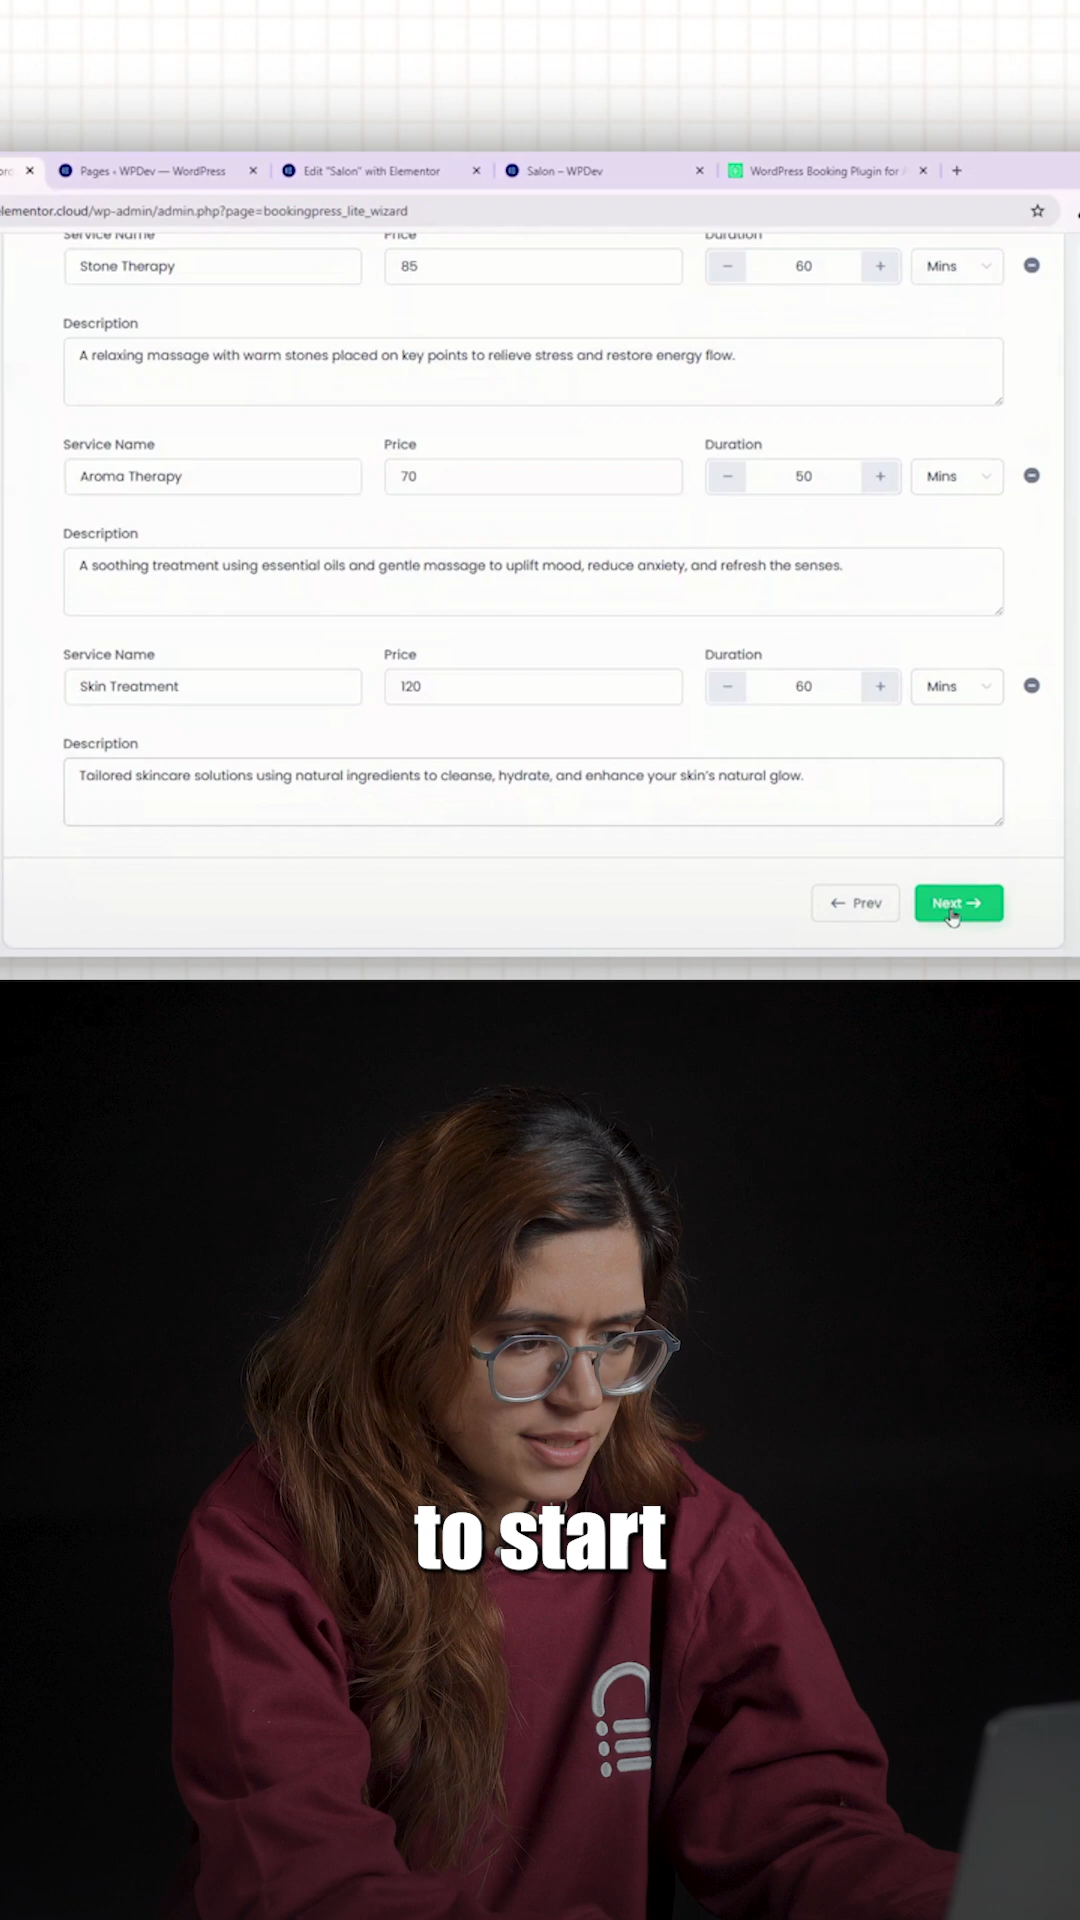 Pages ‹ WPDev — WordPress
Edit "Salon" with Elementor
Salon – WPDev
WordPress Booking Plugin for
elementor.cloud/wp-admin/admin.php?page=bookingpress_lite_wizard
Service Name Price Duration
Stone Therapy 85 − 60 + Mins
Description
A relaxing massage with warm stones placed on key points to relieve stress and restore energy flow.
Service Name Price Duration
Aroma Therapy 70 − 50 + Mins
Description
A soothing treatment using essential oils and gentle massage to uplift mood, reduce anxiety, and refresh the senses.
Service Name Price Duration
Skin Treatment 120 − 60 + Mins
Description
Tailored skincare solutions using natural ingredients to cleanse, hydrate, and enhance your skin's natural glow.
← Prev Next →
to start